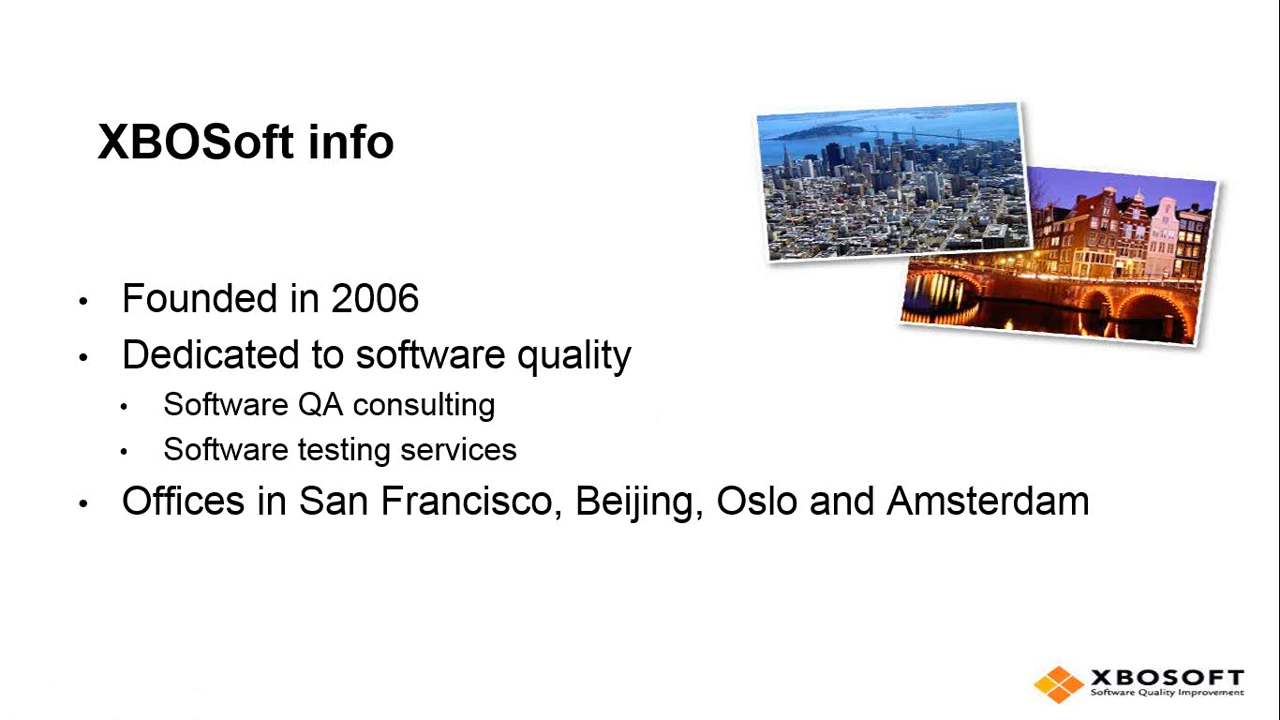 XBOSoft info
• Founded in 2006
• Dedicated to software quality
• Software QA consulting
• Software testing services
• Offices in San Francisco, Beijing, Oslo and Amsterdam
XBOSOFT
Software Quality Improvement